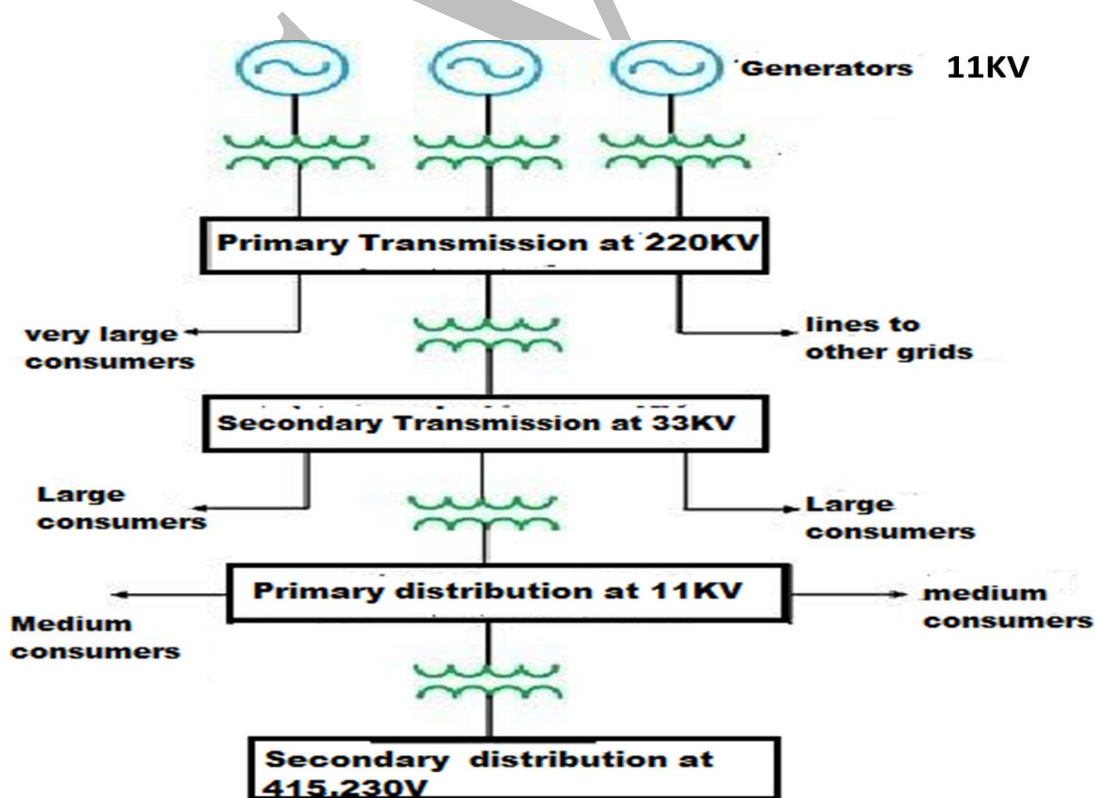 Generators 11KV
Primary Transmission at 220KV
very large
consumers
lines to
other grids
Secondary Transmission at 33KV
Large
consumers
Large
consumers
Primary distribution at 11KV
Medium
consumers
medium
consumers
Secondary distribution at
415,230V